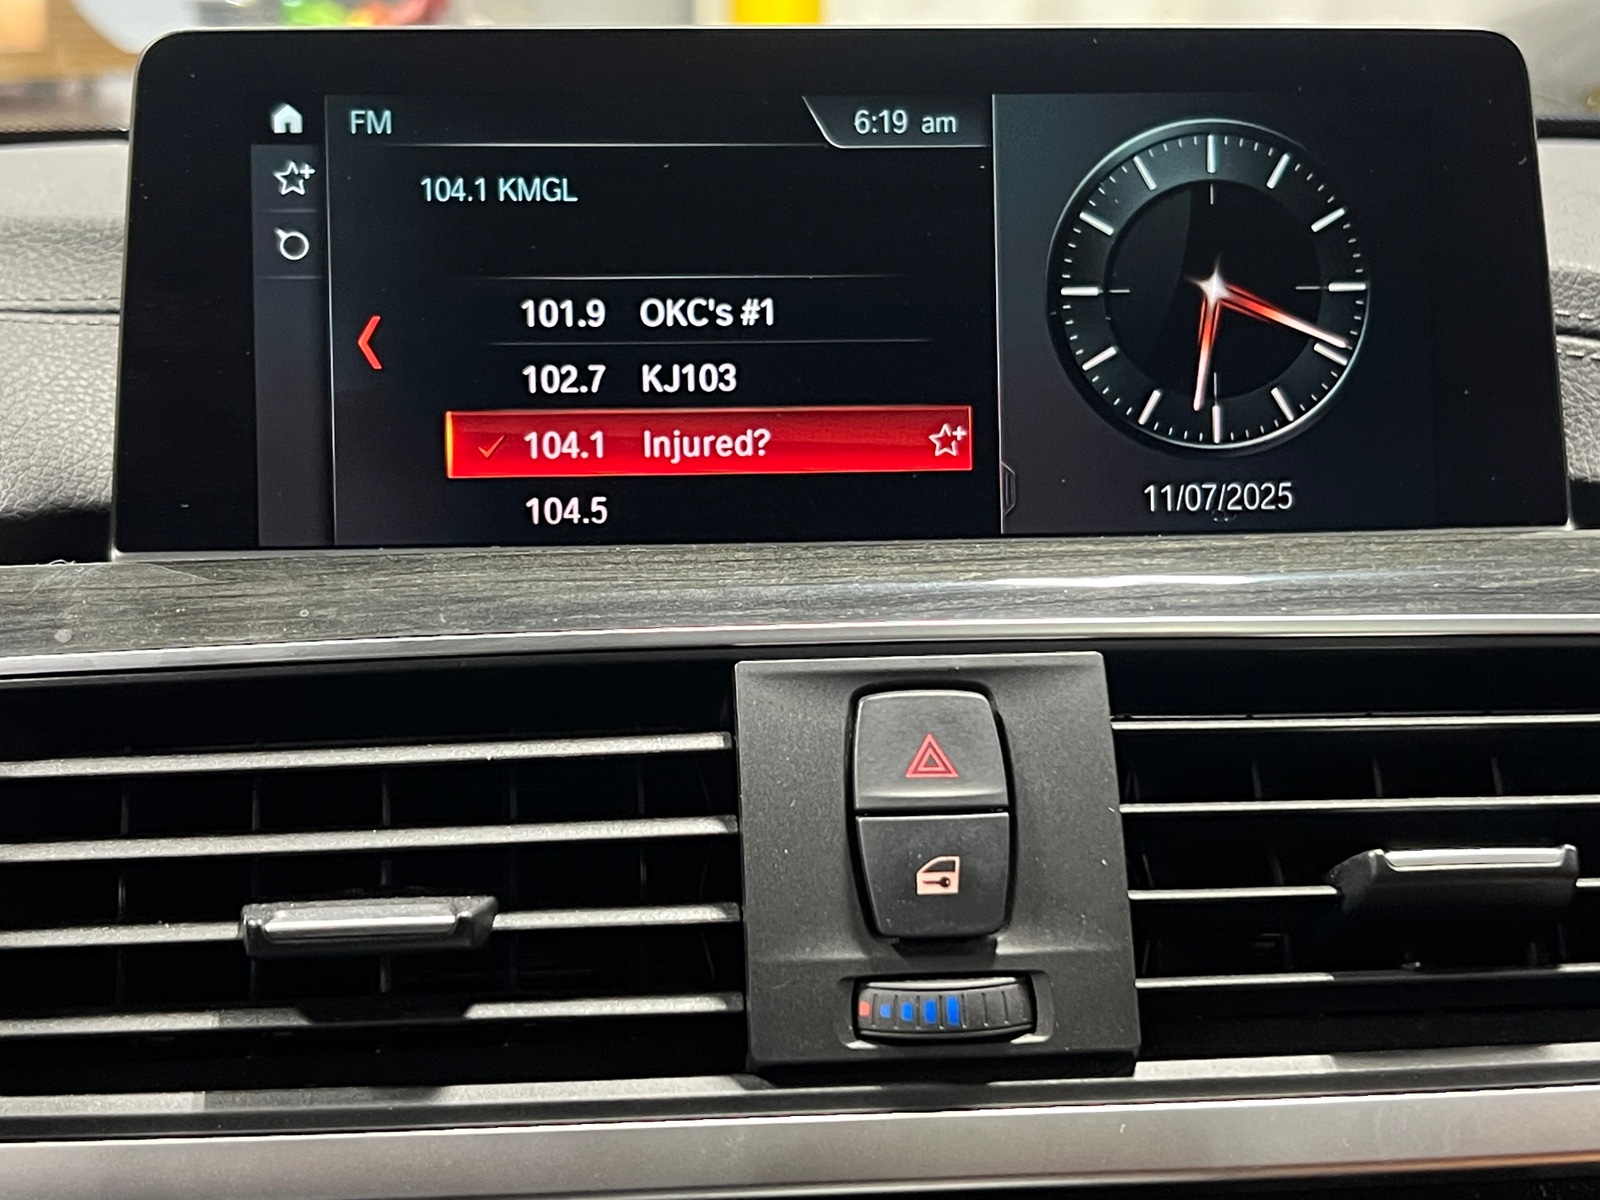 FM
6:19 am
104.1 KMGL
101.9 OKC's #1
102.7 KJ103
104.1 Injured?
104.5
11/07/2025